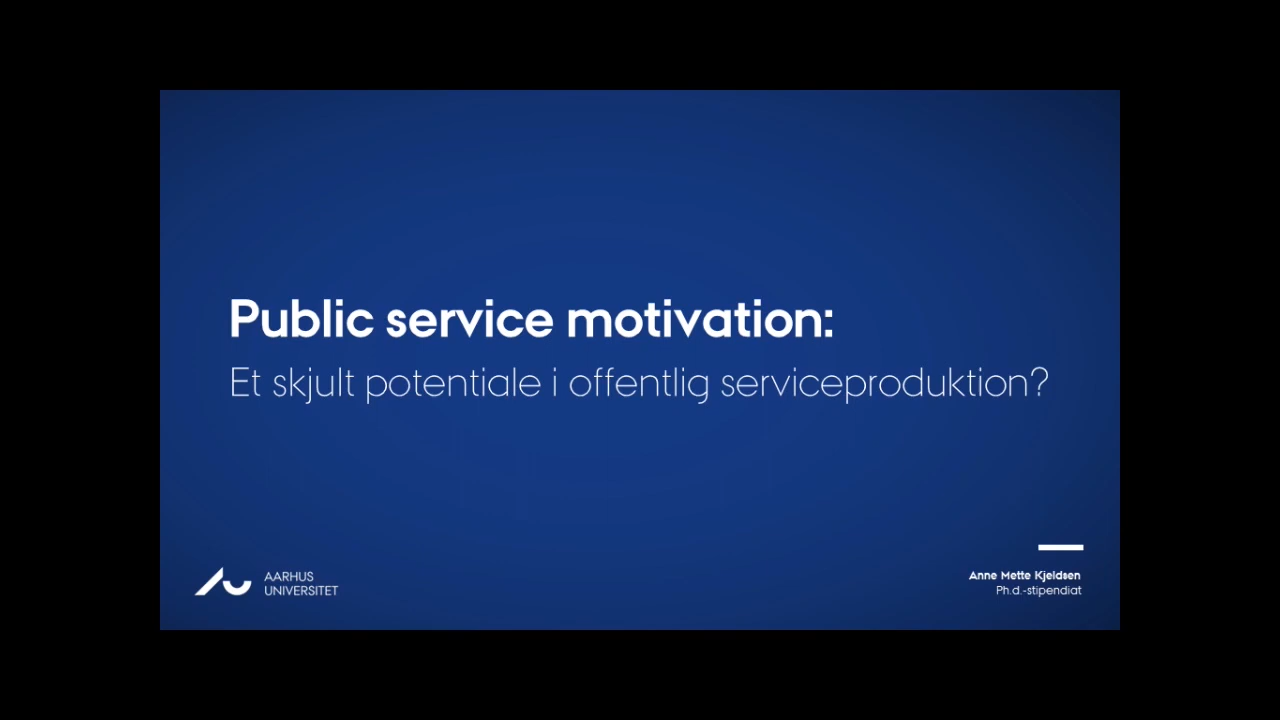 Public service motivation:
Et skjult potentiale i offentlig serviceproduktion?
AARHUS
UNIVERSITET
Anne Mette Kjeldsen
Ph.d.-stipendiat